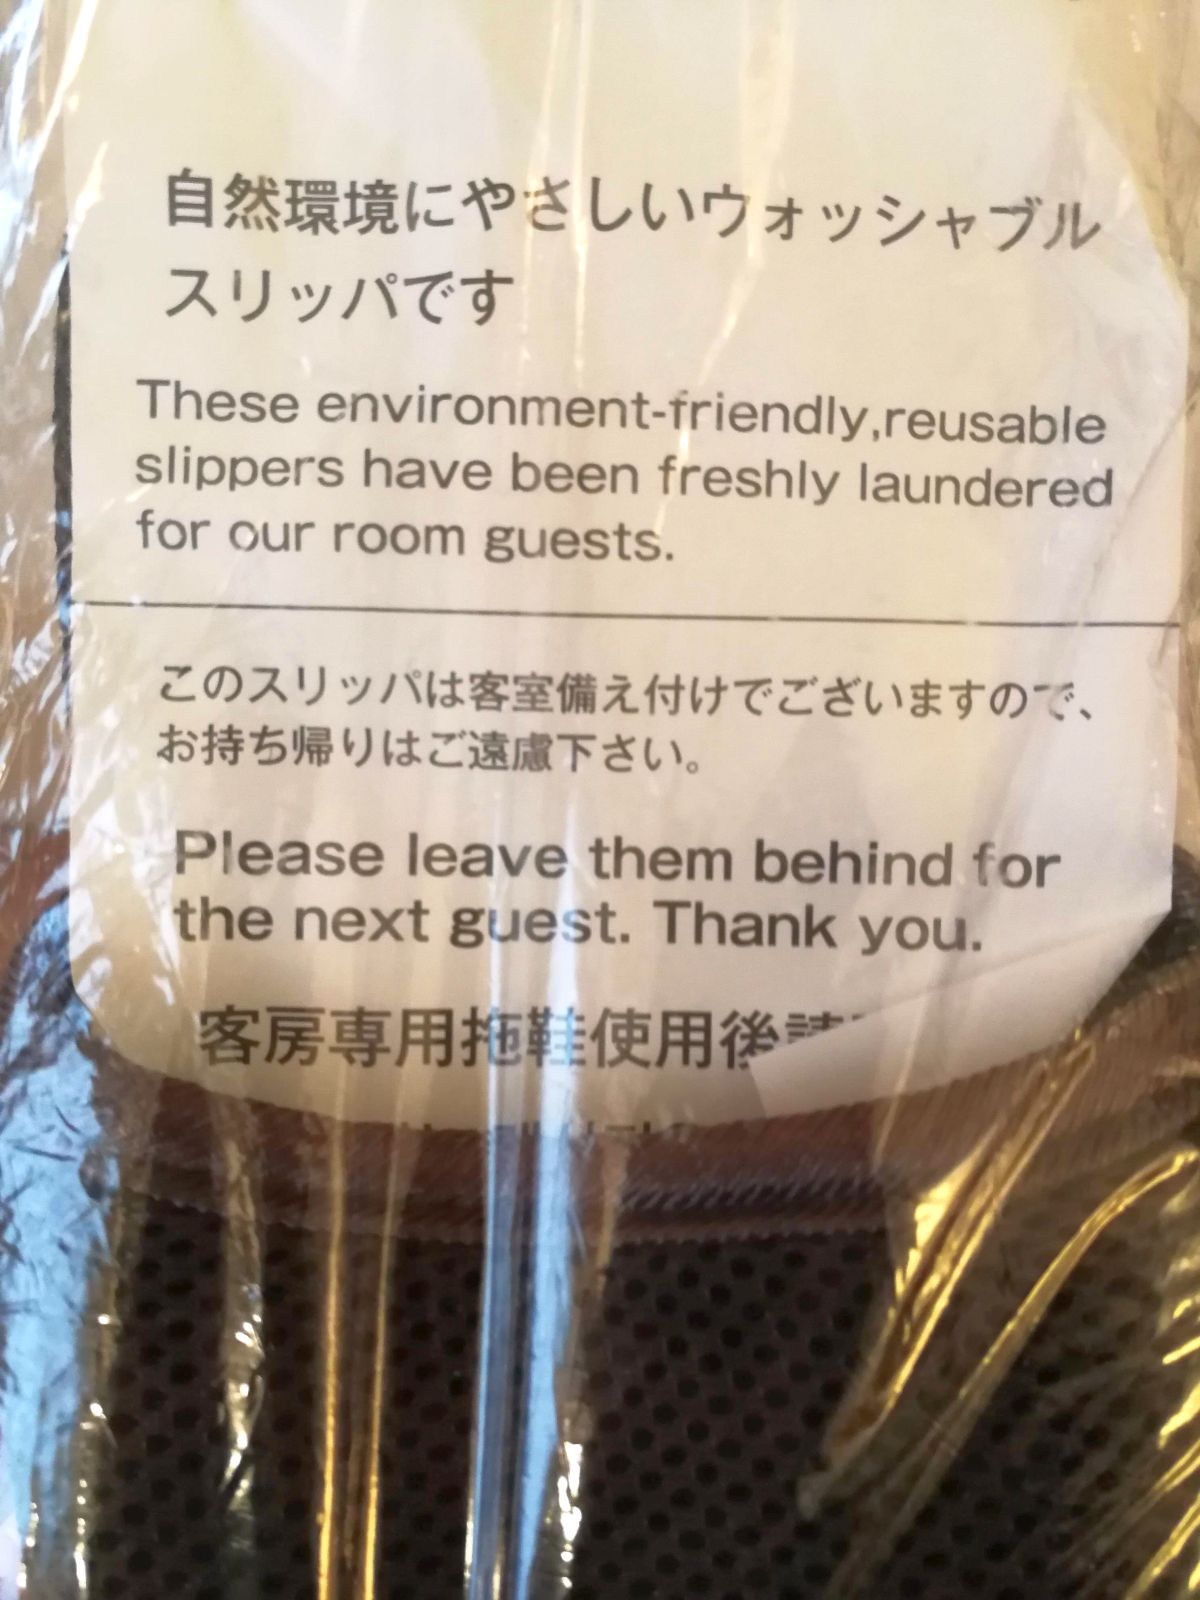 自然環境にやさしいウォッシャブル
スリッパです
These environment-friendly,reusable
slippers have been freshly laundered
for our room guests.
このスリッパは客室備え付けでございますので、
お持ち帰りはご遠慮下さい。
Please leave them behind for
the next guest. Thank you.
客房専用拖鞋使用後請